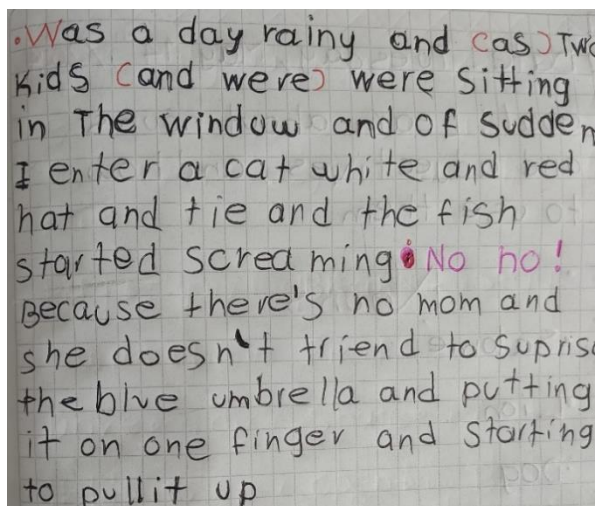 .Was a day rainy and (as) Two
Kids (and were) were sitting
in The window and of sudden
I enter a cat white and red
hat and tie and the fish
started screaming: No no!
Because there's no mom and
she doesn't friend to supris
the blue umbrella and putting
it on one finger and starting
to pull it up